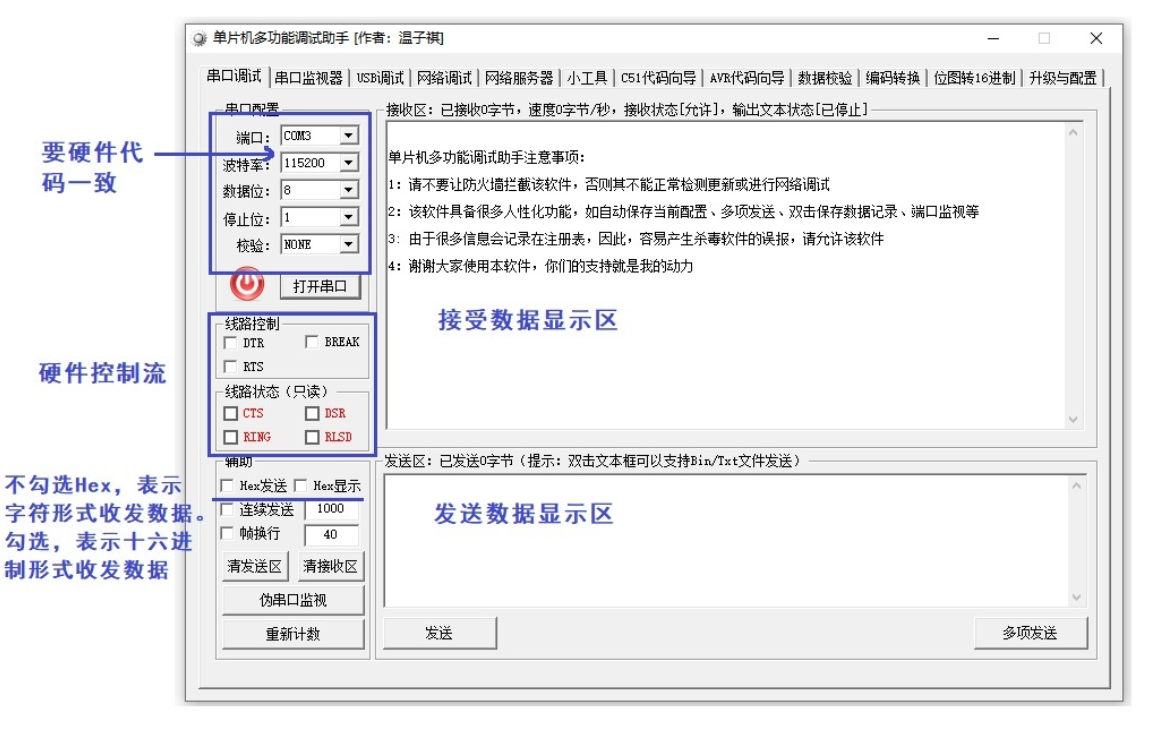 单片机多功能调试助手 [作者：温子祺]
串口调试 串口监视器 USB调试 网络调试 网络服务器 小工具 C51代码向导 AVR代码向导 数据校验 编码转换 位图转16进制 升级与配置
串口配置
端口： COM3
波特率： 115200
数据位： 8
停止位： 1
校验： NONE
打开串口
要硬件代
码一致
线路控制
DTR BREAK
RTS
线路状态（只读）
CTS DSR
RING RLSD
硬件控制流
辅助
Hex发送 Hex显示
连续发送 1000
帧换行 40
清发送区 清接收区
伪串口监视
重新计数
不勾选Hex，表示
字符形式收发数据。
勾选，表示十六进
制形式收发数据
接收区：已接收0字节，速度0字节/秒，接收状态[允许]，输出文本状态[已停止]
单片机多功能调试助手注意事项：
1：请不要让防火墙拦截该软件，否则其不能正常检测更新或进行网络调试
2：该软件具备很多人性化功能，如自动保存当前配置、多项发送、双击保存数据记录、端口监视等
3：由于很多信息会记录在注册表，因此，容易产生杀毒软件的误报，请允许该软件
4：谢谢大家使用本软件，你们的支持就是我的动力
接受数据显示区
发送区：已发送0字节（提示：双击文本框可以支持Bin/Txt文件发送）
发送数据显示区
发送 多项发送